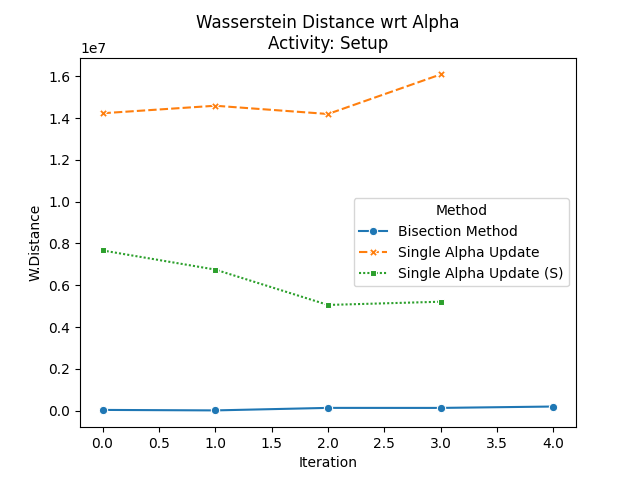 Wasserstein Distance wrt Alpha
Activity: Setup
1e7
1.6
1.4
1.2
1.0
0.8
0.6
0.4
0.2
0.0
W.Distance
Method
Bisection Method
Single Alpha Update
Single Alpha Update (S)
0.0 0.5 1.0 1.5 2.0 2.5 3.0 3.5 4.0
Iteration